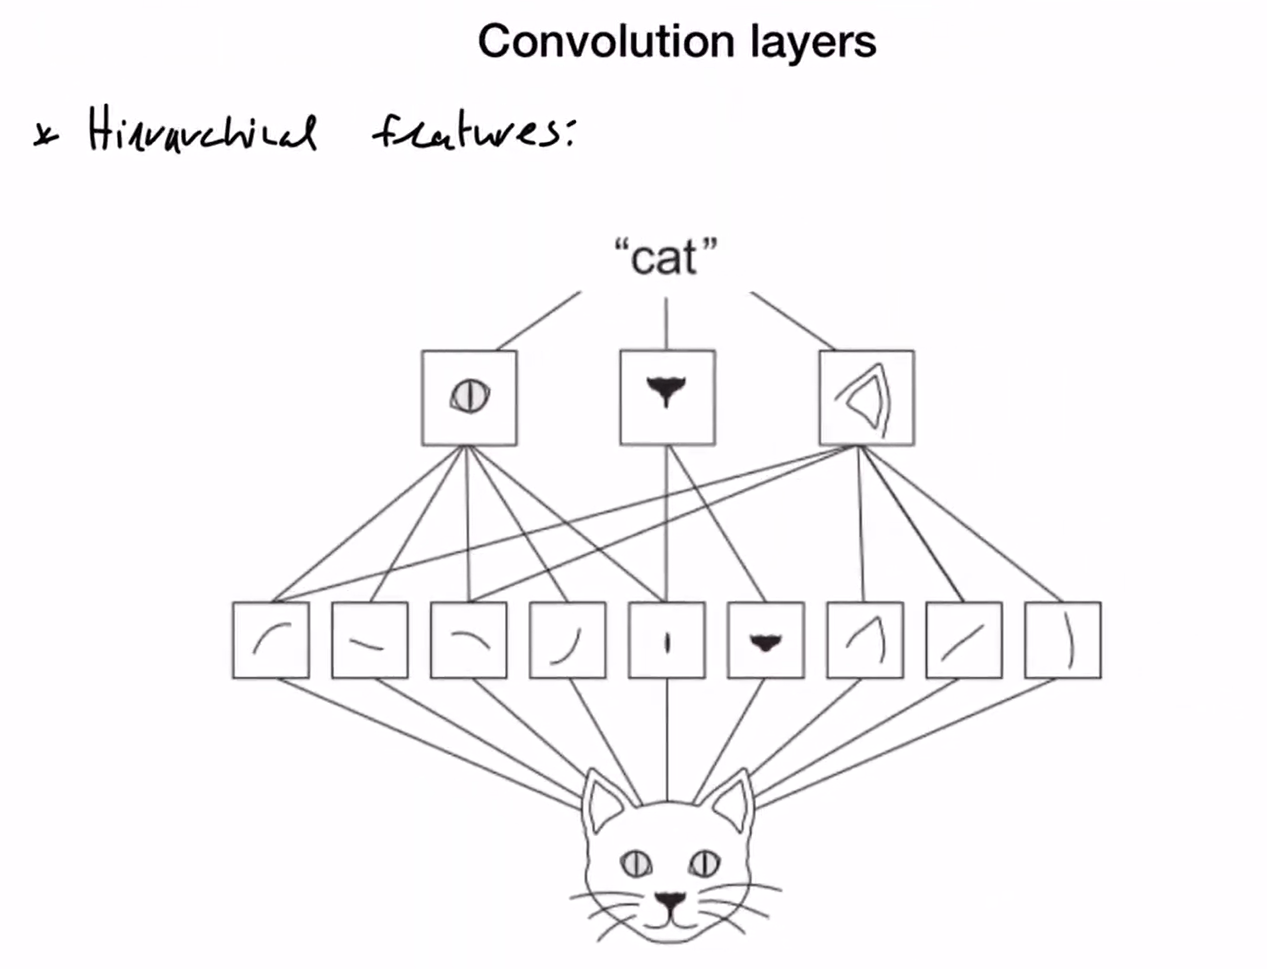 Convolution layers
* Hierarchical features:
“cat”